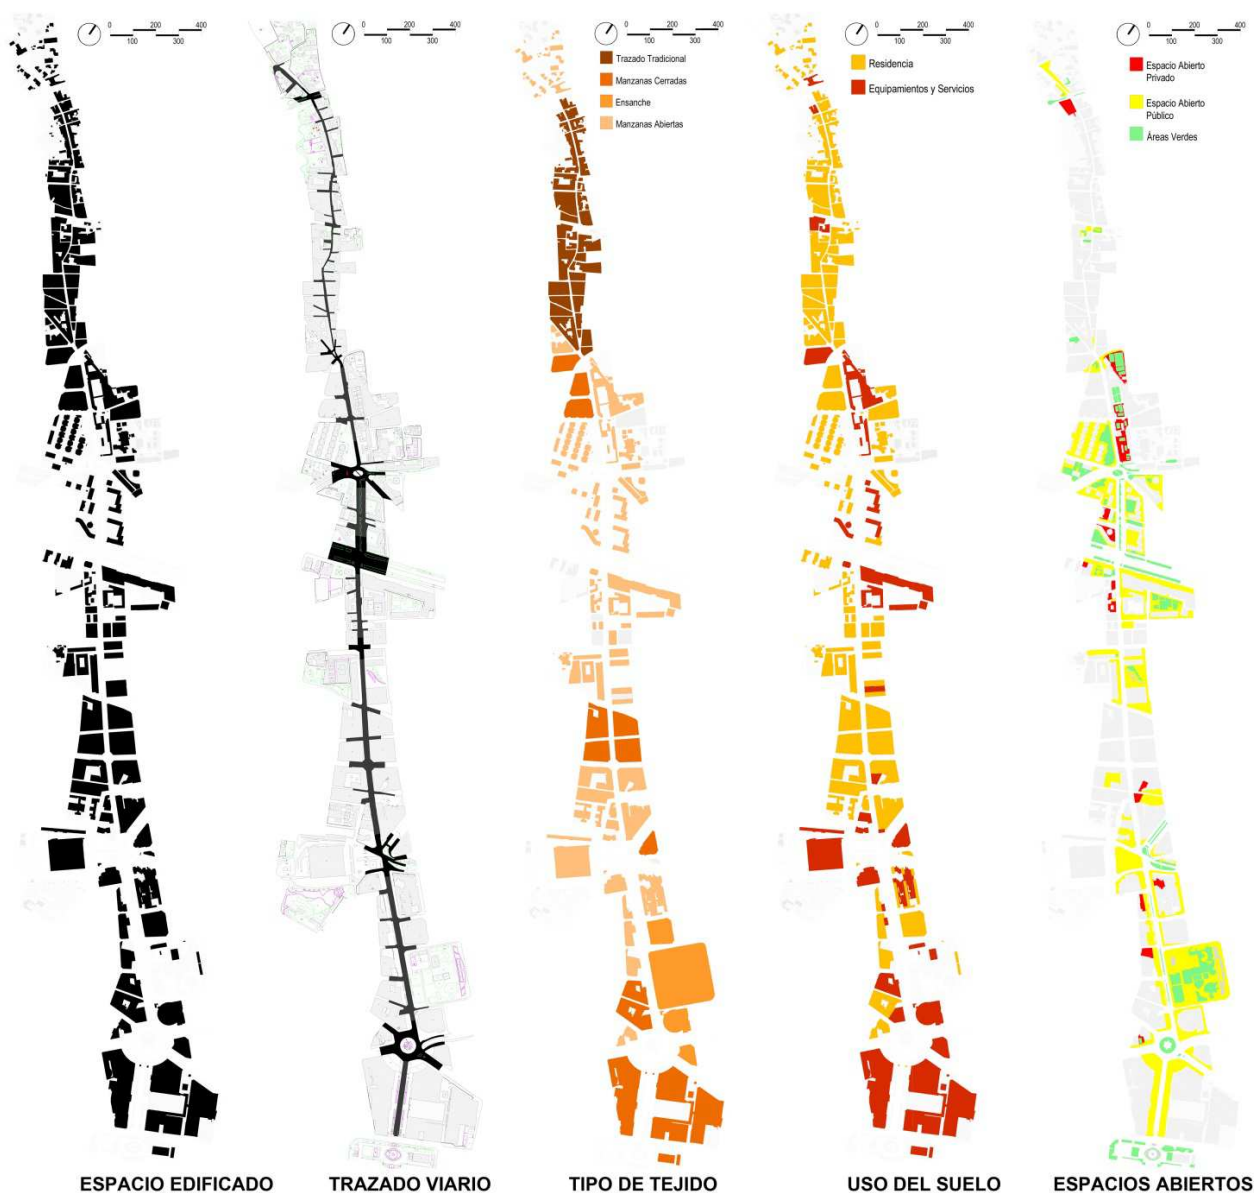 0 200 400
100 300
0 200 400
100 300
0 200 400
100 300
0 200 400
100 300
0 200 400
100 300
Trazado Tradicional
Manzanas Cerradas
Ensanche
Manzanas Abiertas
Residencia
Equipamientos y Servicios
Espacio Abierto
Privado
Espacio Abierto
Público
Áreas Verdes
ESPACIO EDIFICADO
TRAZADO VIARIO
TIPO DE TEJIDO
USO DEL SUELO
ESPACIOS ABIERTOS